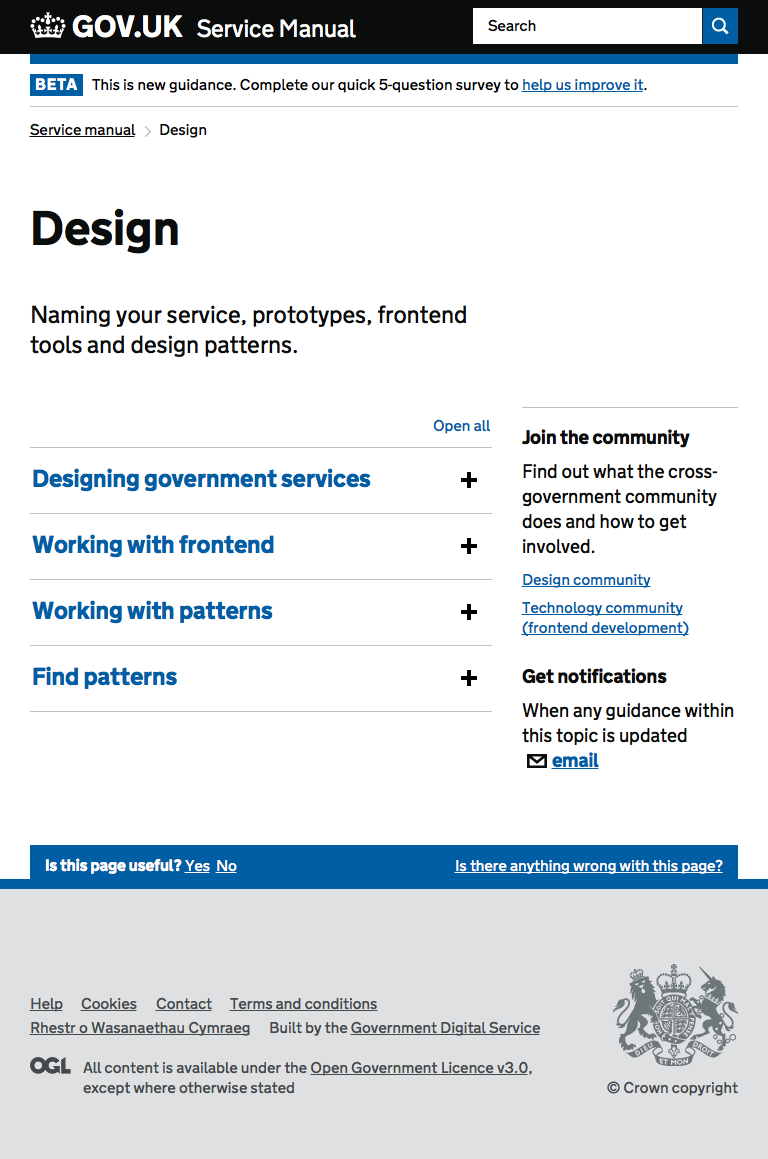 GOV.UK Service Manual
Search
BETA This is new guidance. Complete our quick 5-question survey to help us improve it.
Service manual Design
Design
Naming your service, prototypes, frontend
tools and design patterns.
Open all
Designing government services
Working with frontend
Working with patterns
Find patterns
Join the community
Find out what the cross-
government community
does and how to get
involved.
Design community
Technology community
(frontend development)
Get notifications
When any guidance within
this topic is updated
email
Is this page useful? Yes No
Is there anything wrong with this page?
Help Cookies Contact Terms and conditions
Rhestr o Wasanaethau Cymraeg Built by the Government Digital Service
OGL All content is available under the Open Government Licence v3.0,
except where otherwise stated
DIEU ET MON DROIT
© Crown copyright